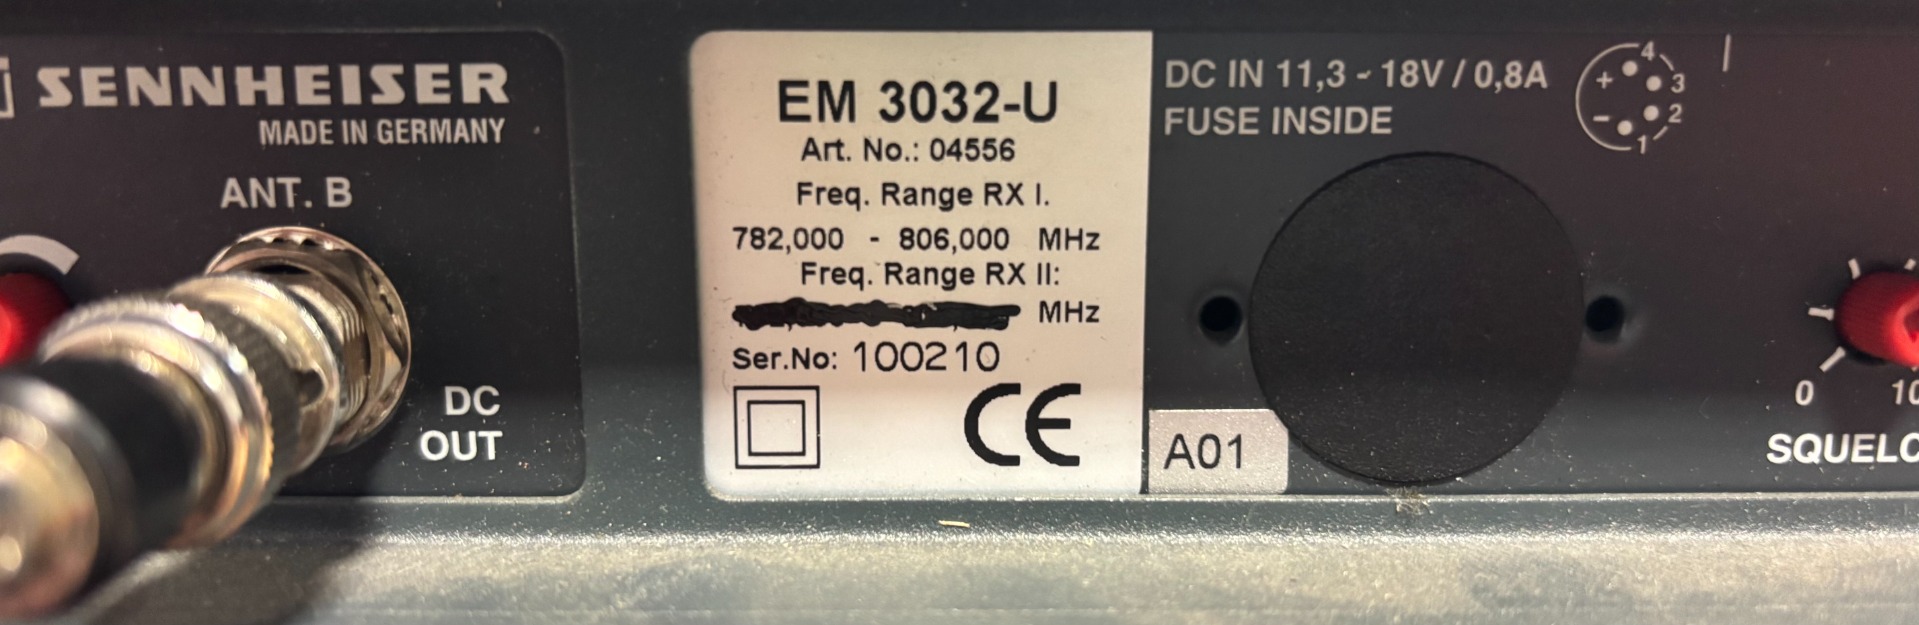 SENNHEISER
MADE IN GERMANY
ANT. B
DC
OUT
EM 3032-U
Art. No.: 04556
Freq. Range RX I.
782,000 - 806,000 MHz
Freq. Range RX II:
MHz
Ser.No: 100210
CE
A01
DC IN 11,3 - 18V / 0,8A
FUSE INSIDE
+ 4
3
- 2
1
0 10